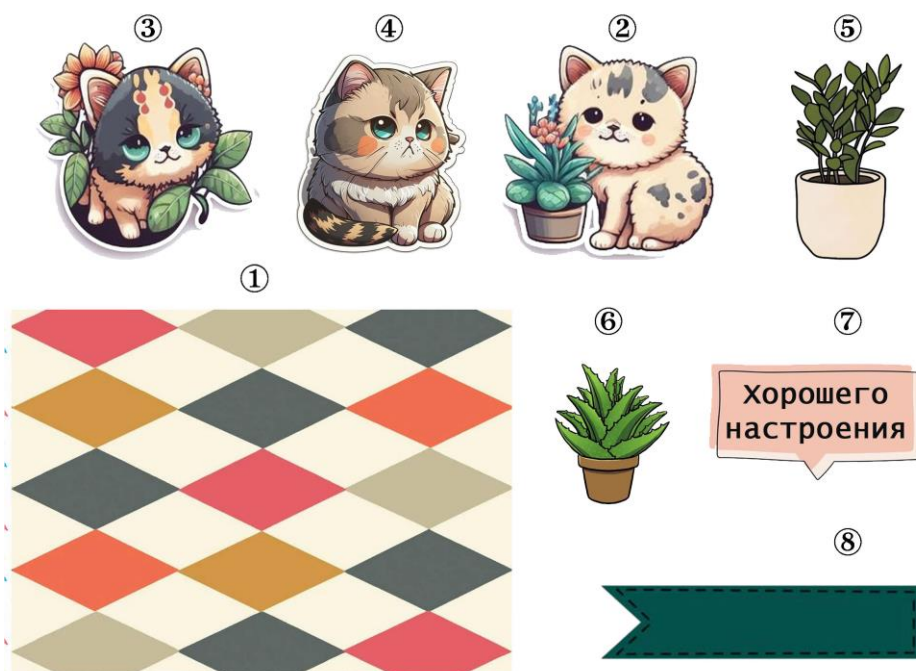 ③ ④ ② ⑤
①
⑥ ⑦
Хорошего
настроения
⑧